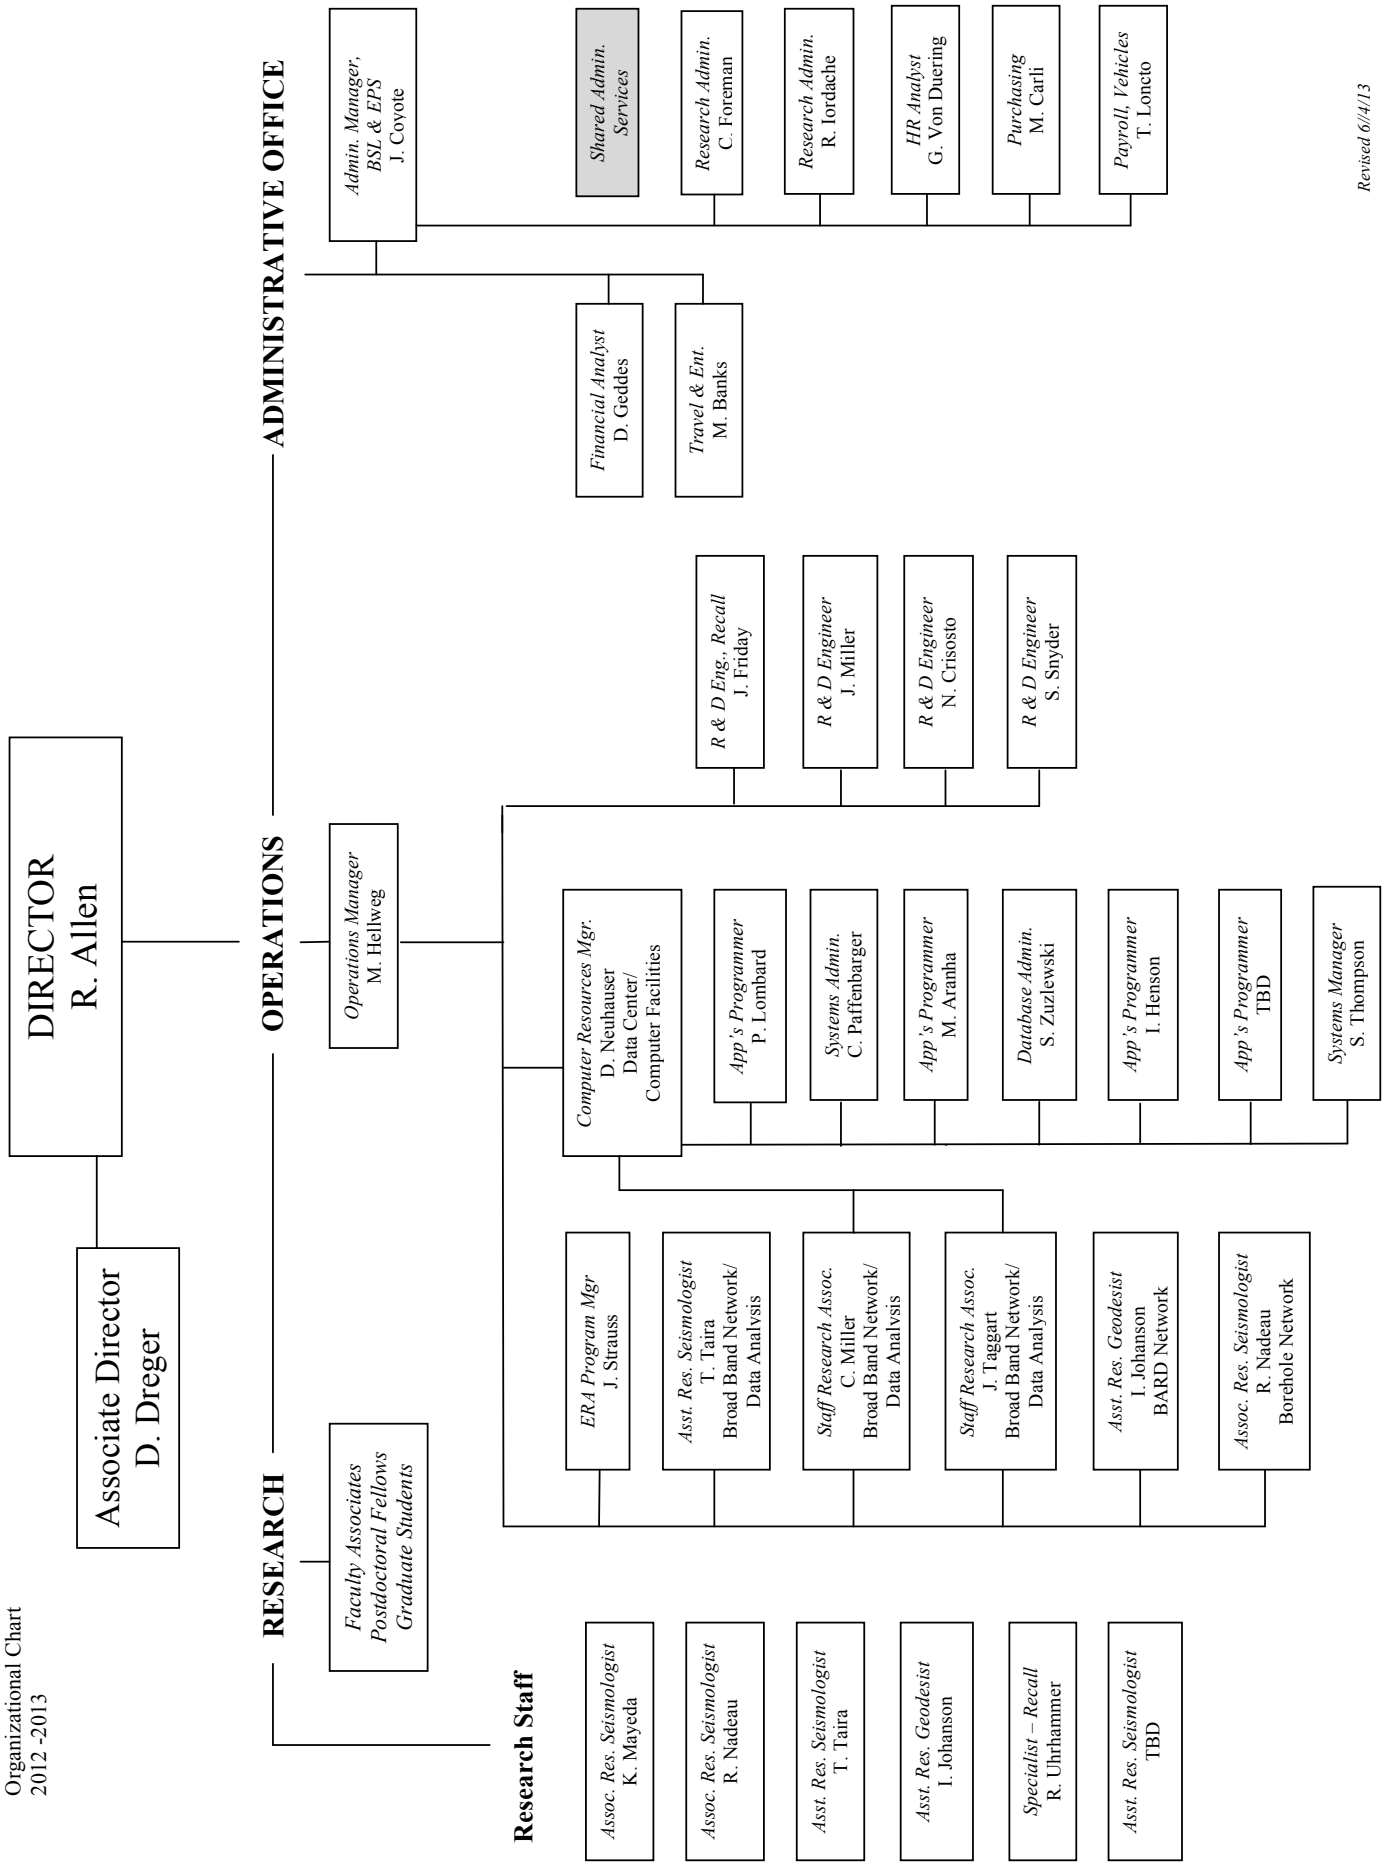 Organizational Chart
2012 -2013
DIRECTOR
R. Allen
Associate Director
D. Dreger
RESEARCH
OPERATIONS
ADMINISTRATIVE OFFICE
Faculty Associates
Postdoctoral Fellows
Graduate Students
Operations Manager
M. Hellweg
Admin. Manager,
BSL & EPS
J. Coyote
Research Staff
Assoc. Res. Seismologist
K. Mayeda
Assoc. Res. Seismologist
R. Nadeau
Asst. Res. Seismologist
T. Taira
Asst. Res. Geodesist
I. Johanson
Specialist – Recall
R. Uhrhammer
Asst. Res. Seismologist
TBD
ERA Program Mgr
J. Strauss
Asst. Res. Seismologist
T. Taira
Broad Band Network/
Data Analysis
Staff Research Assoc.
C. Miller
Broad Band Network/
Data Analysis
Staff Research Assoc.
J. Taggart
Broad Band Network/
Data Analysis
Asst. Res. Geodesist
I. Johanson
BARD Network
Assoc. Res. Seismologist
R. Nadeau
Borehole Network
Computer Resources Mgr.
D. Neuhauser
Data Center/
Computer Facilities
App's Programmer
P. Lombard
Systems Admin.
C. Paffenbarger
App's Programmer
M. Aranha
Database Admin.
S. Zuzlewski
App's Programmer
I. Henson
App's Programmer
TBD
Systems Manager
S. Thompson
R & D Eng., Recall
J. Friday
R & D Engineer
J. Miller
R & D Engineer
N. Crisosto
R & D Engineer
S. Snyder
Financial Analyst
D. Geddes
Travel & Ent.
M. Banks
Shared Admin.
Services
Research Admin.
C. Foreman
Research Admin.
R. Iordache
HR Analyst
G. Von Duering
Purchasing
M. Carli
Payroll, Vehicles
T. Loncto
Revised 6//4/13